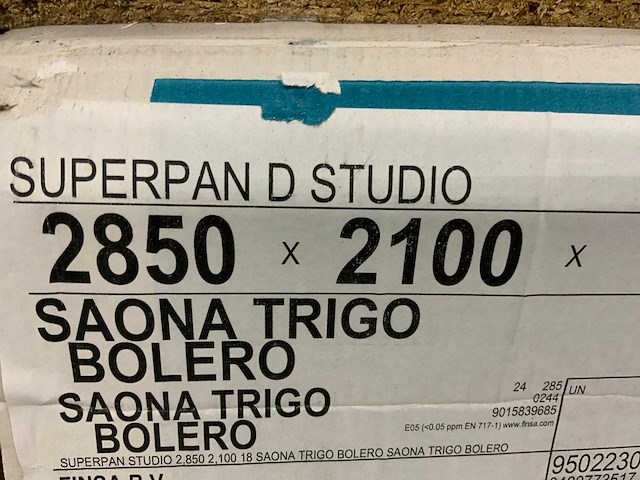 SUPERPAN D STUDIO
2850 x 2100 x
SAONA TRIGO
BOLERO
SAONA TRIGO
BOLERO
24 285
0244
9015839685
E05 (<0.05 ppm EN 717-1) www.finsa.com
UN
SUPERPAN STUDIO 2,850 2,100 18 SAONA TRIGO BOLERO SAONA TRIGO BOLERO
9502230
FINSA B.V.